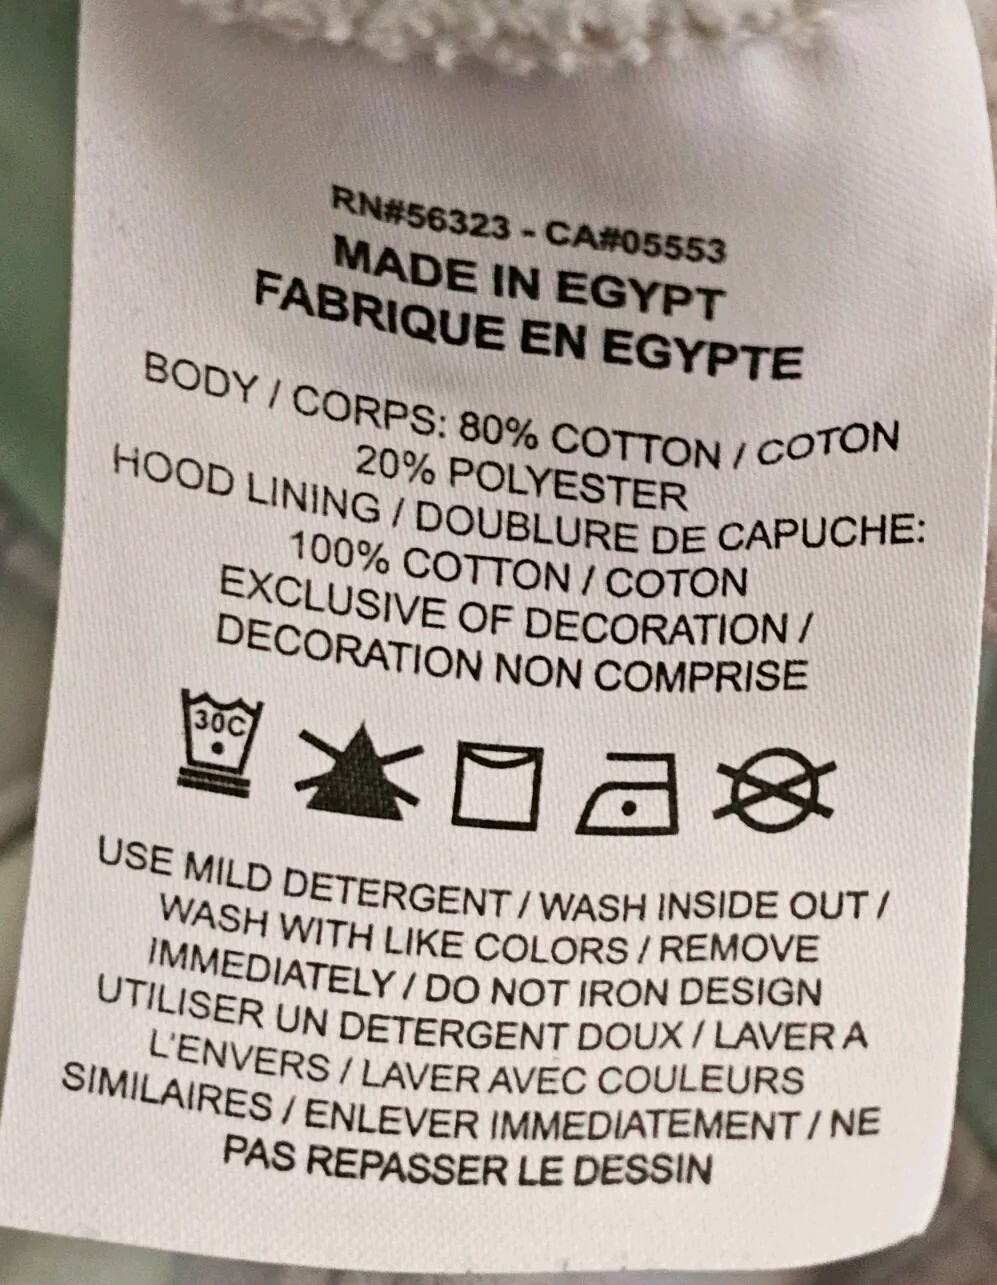 RN#56323 - CA#05553
MADE IN EGYPT
FABRIQUE EN EGYPTE
BODY / CORPS: 80% COTTON / COTON
20% POLYESTER
HOOD LINING / DOUBLURE DE CAPUCHE:
100% COTTON / COTON
EXCLUSIVE OF DECORATION /
DECORATION NON COMPRISE
30C
USE MILD DETERGENT / WASH INSIDE OUT /
WASH WITH LIKE COLORS / REMOVE
IMMEDIATELY / DO NOT IRON DESIGN
UTILISER UN DETERGENT DOUX / LAVER A
L'ENVERS / LAVER AVEC COULEURS
SIMILAIRES / ENLEVER IMMEDIATEMENT / NE
PAS REPASSER LE DESSIN